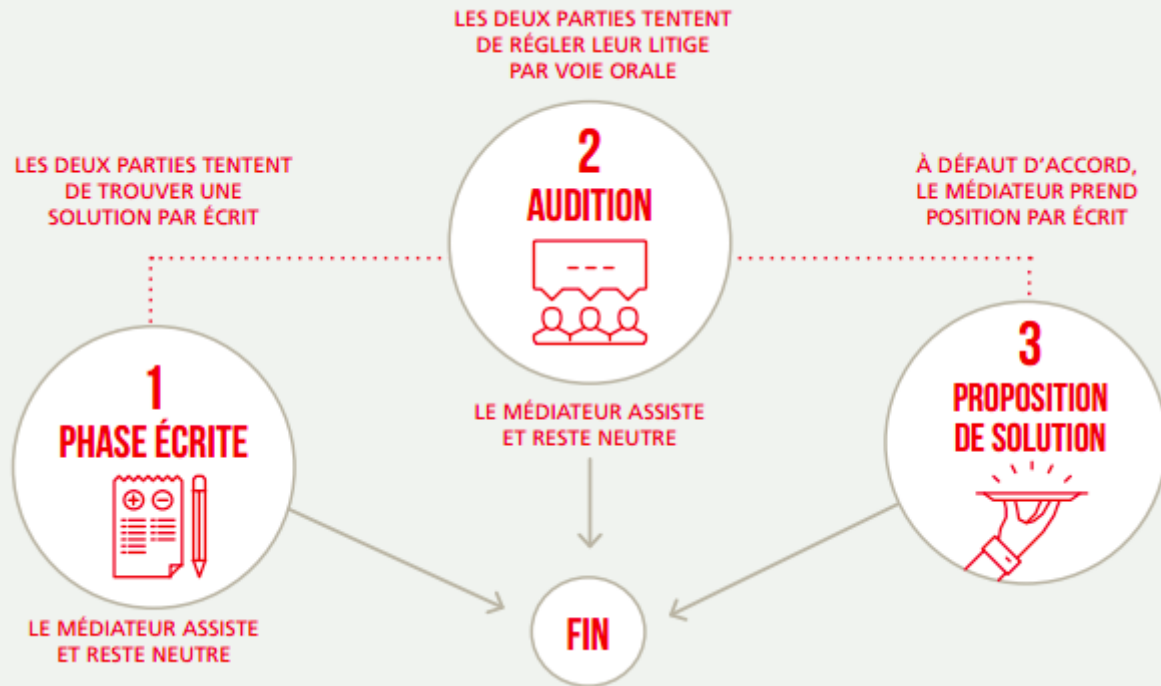 LES DEUX PARTIES TENTENT
DE TROUVER UNE
SOLUTION PAR ÉCRIT
1
PHASE ÉCRITE
LE MÉDIATEUR ASSISTE
ET RESTE NEUTRE
LES DEUX PARTIES TENTENT
DE RÉGLER LEUR LITIGE
PAR VOIE ORALE
2
AUDITION
LE MÉDIATEUR ASSISTE
ET RESTE NEUTRE
À DÉFAUT D’ACCORD,
LE MÉDIATEUR PREND
POSITION PAR ÉCRIT
3
PROPOSITION
DE SOLUTION
FIN